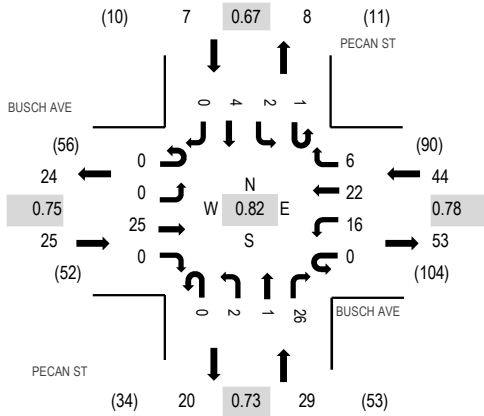 (10) 7 0.67 8 (11)
PECAN ST
BUSCH AVE
0 4 2 1
(56) (90)
0 6
24 44
0 N 22
0.75 W 0.82 E 0.78
25 16
25 S 53
0 0
(52) (104)
0 2 1 26
BUSCH AVE
PECAN ST
(34) 20 0.73 29 (53)